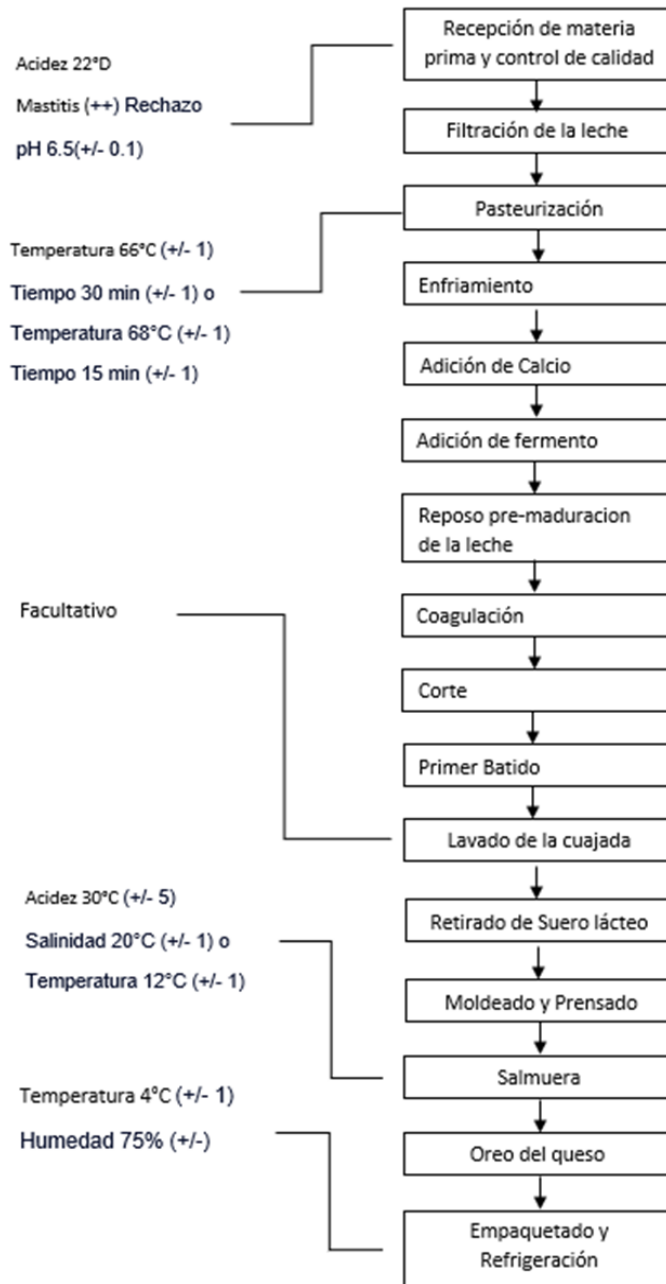 Recepción de materia
prima y control de calidad
Acidez 22°D
Mastitis (++) Rechazo
pH 6.5(+/- 0.1)
Filtración de la leche
Pasteurización
Temperatura 66°C (+/- 1)
Tiempo 30 min (+/- 1) o
Temperatura 68°C (+/- 1)
Tiempo 15 min (+/- 1)
Enfriamiento
Adición de Calcio
Adición de fermento
Reposo pre-maduracion
de la leche
Coagulación
Corte
Primer Batido
Facultativo
Lavado de la cuajada
Retirado de Suero lácteo
Moldeado y Prensado
Acidez 30°C (+/- 5)
Salinidad 20°C (+/- 1) o
Temperatura 12°C (+/- 1)
Salmuera
Oreo del queso
Temperatura 4°C (+/- 1)
Humedad 75% (+/-)
Empaquetado y
Refrigeración